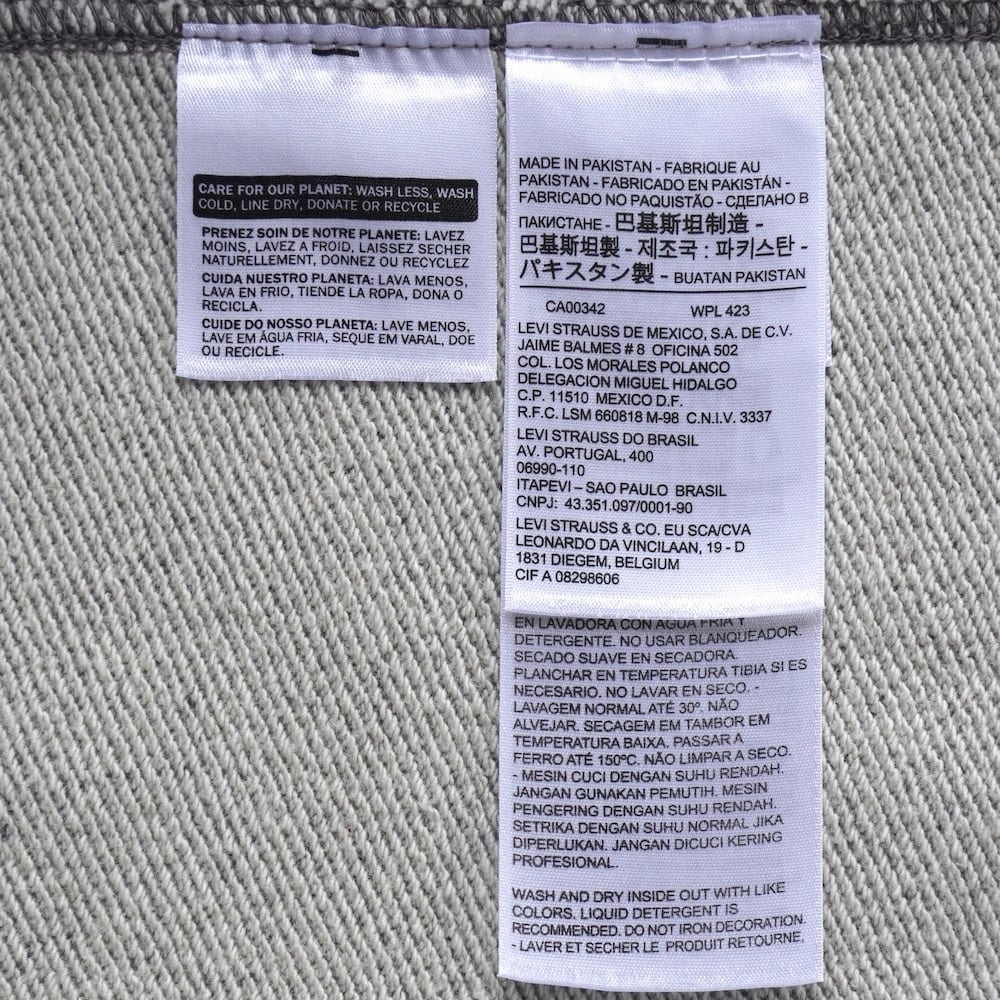 CARE FOR OUR PLANET: WASH LESS, WASH
COLD, LINE DRY, DONATE OR RECYCLE
PRENEZ SOIN DE NOTRE PLANETE: LAVEZ
MOINS, LAVEZ A FROID, LAISSEZ SECHER
NATURELLEMENT, DONNEZ OU RECYCLEZ
CUIDA NUESTRO PLANETA: LAVA MENOS,
LAVA EN FRIO, TIENDE LA ROPA, DONA O
RECICLA.
CUIDE DO NOSSO PLANETA: LAVE MENOS,
LAVE EM ÁGUA FRIA, SEQUE EM VARAL, DOE
OU RECICLE.
MADE IN PAKISTAN - FABRIQUE AU
PAKISTAN - FABRICADO EN PAKISTÁN -
FABRICADO NO PAQUISTÃO - СДЕЛАНО В
ПАКИСТАНЕ - 巴基斯坦制造 -
巴基斯坦製 - 제조국 : 파키스탄 -
パキスタン製 - BUATAN PAKISTAN
CA00342 WPL 423
LEVI STRAUSS DE MEXICO, S.A. DE C.V.
JAIME BALMES # 8 OFICINA 502
COL. LOS MORALES POLANCO
DELEGACION MIGUEL HIDALGO
C.P. 11510 MEXICO D.F.
R.F.C. LSM 660818 M-98 C.N.I.V. 3337
LEVI STRAUSS DO BRASIL
AV. PORTUGAL, 400
06990-110
ITAPEVI – SAO PAULO BRASIL
CNPJ: 43.351.097/0001-90
LEVI STRAUSS & CO. EU SCA/CVA
LEONARDO DA VINCILAAN, 19 - D
1831 DIEGEM, BELGIUM
CIF A 08298606
EN LAVADORA CON AGUA FRIA Y
DETERGENTE. NO USAR BLANQUEADOR.
SECADO SUAVE EN SECADORA.
PLANCHAR EN TEMPERATURA TIBIA SI ES
NECESARIO. NO LAVAR EN SECO. -
LAVAGEM NORMAL ATÉ 30º. NÃO
ALVEJAR. SECAGEM EM TAMBOR EM
TEMPERATURA BAIXA. PASSAR A
FERRO ATÉ 150ºC. NÃO LIMPAR A SECO.
- MESIN CUCI DENGAN SUHU RENDAH.
JANGAN GUNAKAN PEMUTIH. MESIN
PENGERING DENGAN SUHU RENDAH.
SETRIKA DENGAN SUHU NORMAL JIKA
DIPERLUKAN. JANGAN DICUCI KERING
PROFESIONAL.
WASH AND DRY INSIDE OUT WITH LIKE
COLORS. LIQUID DETERGENT IS
RECOMMENDED. DO NOT IRON DECORATION.
- LAVER ET SECHER LE PRODUIT RETOURNE,